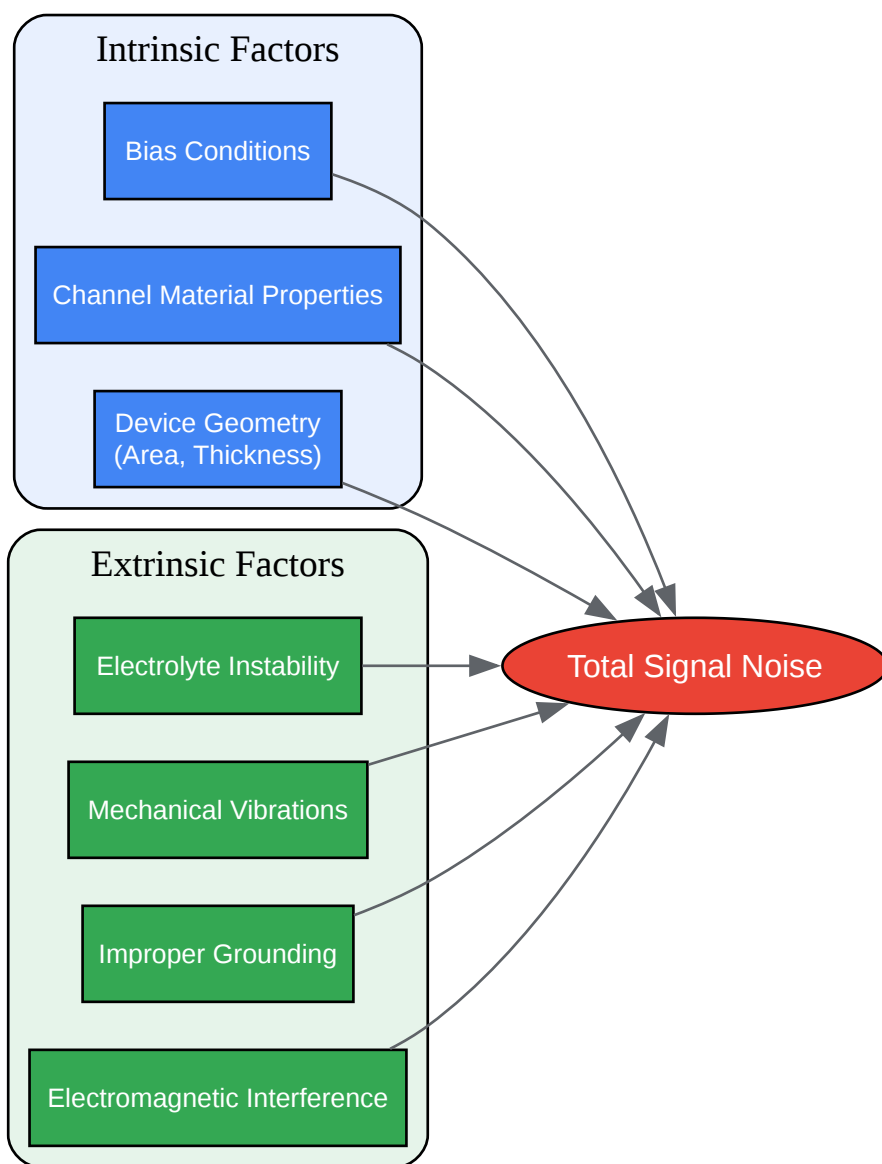 Intrinsic Factors
Bias Conditions
Channel Material Properties
Device Geometry
(Area, Thickness)
Extrinsic Factors
Electrolyte Instability
Total Signal Noise
Mechanical Vibrations
Improper Grounding
Electromagnetic Interference